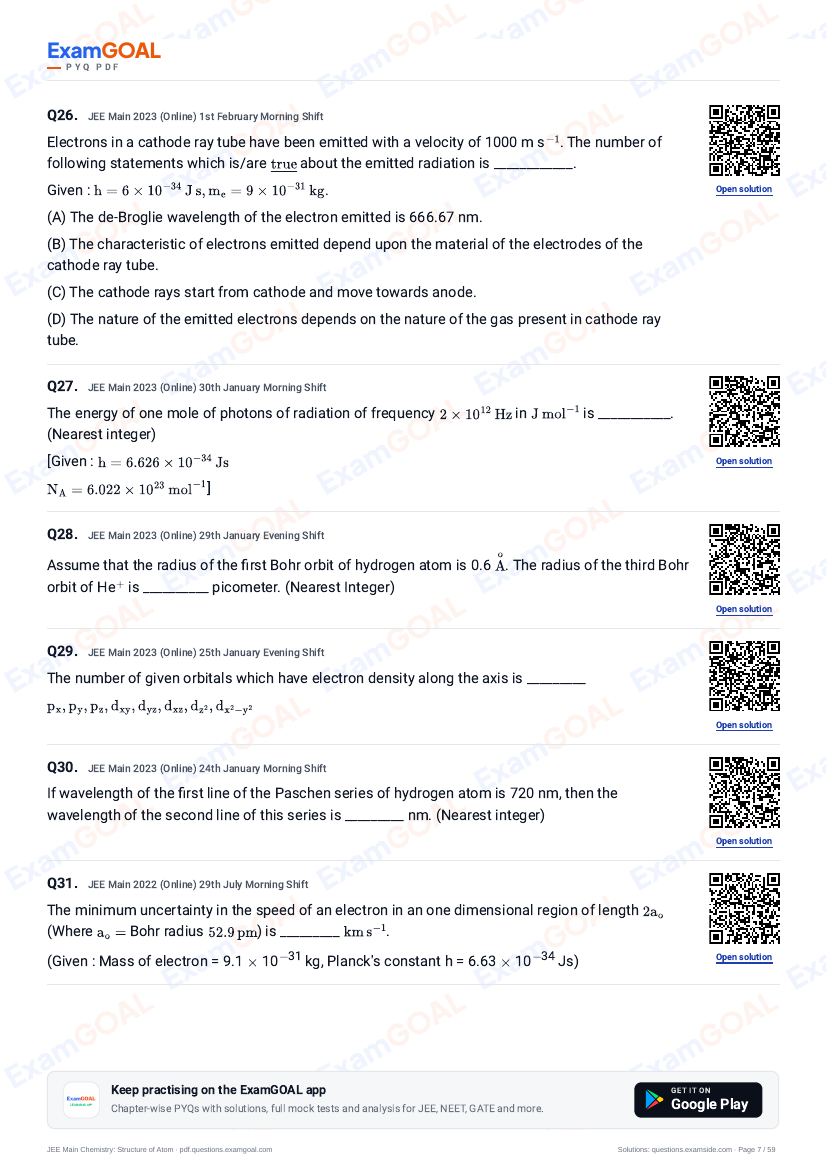 ExamGOAL
PYQ PDF
Q26. JEE Main 2023 (Online) 1st February Morning Shift
Electrons in a cathode ray tube have been emitted with a velocity of 1000 m s⁻¹. The number of
following statements which is/are true about the emitted radiation is ___________.
Given : h = 6 × 10⁻³⁴ J s, mₑ = 9 × 10⁻³¹ kg.
(A) The de-Broglie wavelength of the electron emitted is 666.67 nm.
(B) The characteristic of electrons emitted depend upon the material of the electrodes of the
cathode ray tube.
(C) The cathode rays start from cathode and move towards anode.
(D) The nature of the emitted electrons depends on the nature of the gas present in cathode ray
tube.
Open solution
Q27. JEE Main 2023 (Online) 30th January Morning Shift
The energy of one mole of photons of radiation of frequency 2 × 10¹² Hz in J mol⁻¹ is __________.
(Nearest integer)
[Given : h = 6.626 × 10⁻³⁴ Js
N_A = 6.022 × 10²³ mol⁻¹]
Open solution
Q28. JEE Main 2023 (Online) 29th January Evening Shift
Assume that the radius of the first Bohr orbit of hydrogen atom is 0.6 Å. The radius of the third Bohr
orbit of He⁺ is _________ picometer. (Nearest Integer)
Open solution
Q29. JEE Main 2023 (Online) 25th January Evening Shift
The number of given orbitals which have electron density along the axis is ________
pₓ, p_y, p_z, d_xy, d_yz, d_xz, d_z², d_x²−y²
Open solution
Q30. JEE Main 2023 (Online) 24th January Morning Shift
If wavelength of the first line of the Paschen series of hydrogen atom is 720 nm, then the
wavelength of the second line of this series is ________ nm. (Nearest integer)
Open solution
Q31. JEE Main 2022 (Online) 29th July Morning Shift
The minimum uncertainty in the speed of an electron in an one dimensional region of length 2aₒ
(Where aₒ = Bohr radius 52.9 pm) is ________ km s⁻¹.
(Given : Mass of electron = 9.1 × 10⁻³¹ kg, Planck's constant h = 6.63 × 10⁻³⁴ Js)
Open solution
ExamGOAL
Keep practising on the ExamGOAL app
Chapter-wise PYQs with solutions, full mock tests and analysis for JEE, NEET, GATE and more.
GET IT ON
Google Play
JEE Main Chemistry: Structure of Atom · pdf.questions.examgoal.com
Solutions: questions.examside.com · Page 7 / 59